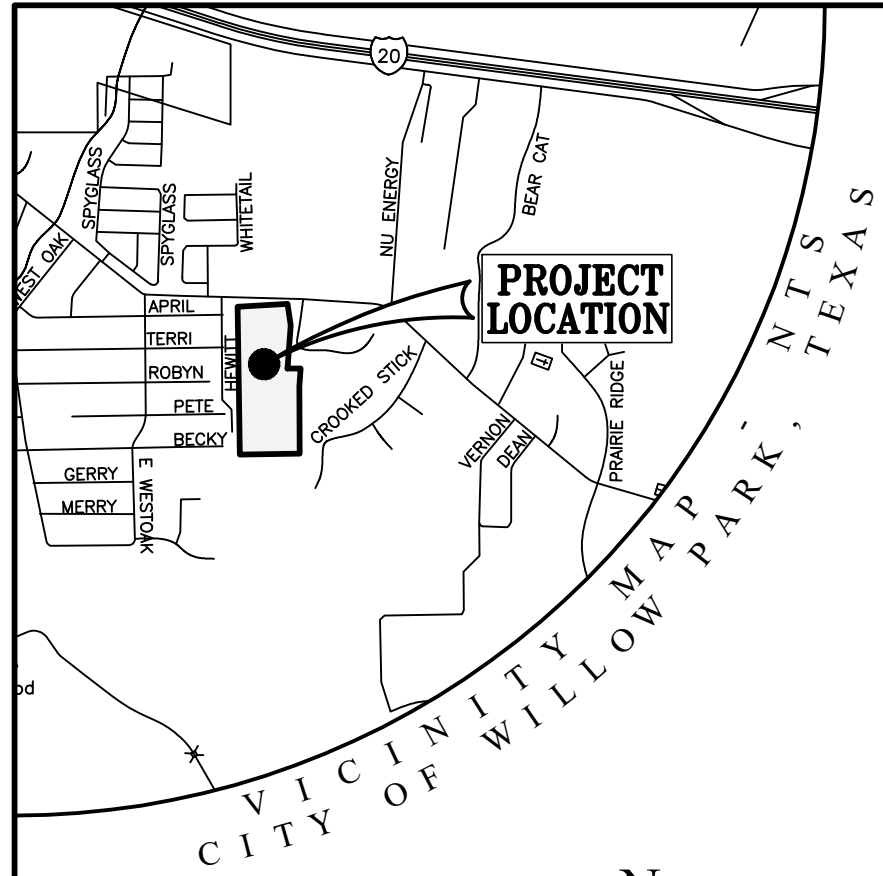 20
SPYGLASS
SPYGLASS
WHITETAIL
NU ENERGY
BEAR CAT
WEST OAK
PROJECT
LOCATION
APRIL
TERRI
HEWITT
ROBYN
PETE
BECKY
CROOKED STICK
PRAIRIE RIDGE
VERNON
DEAN
GERRY
MERRY
E WESTOAK
od
VICINITY MAP - NTS
CITY OF WILLOW PARK, TEXAS
N